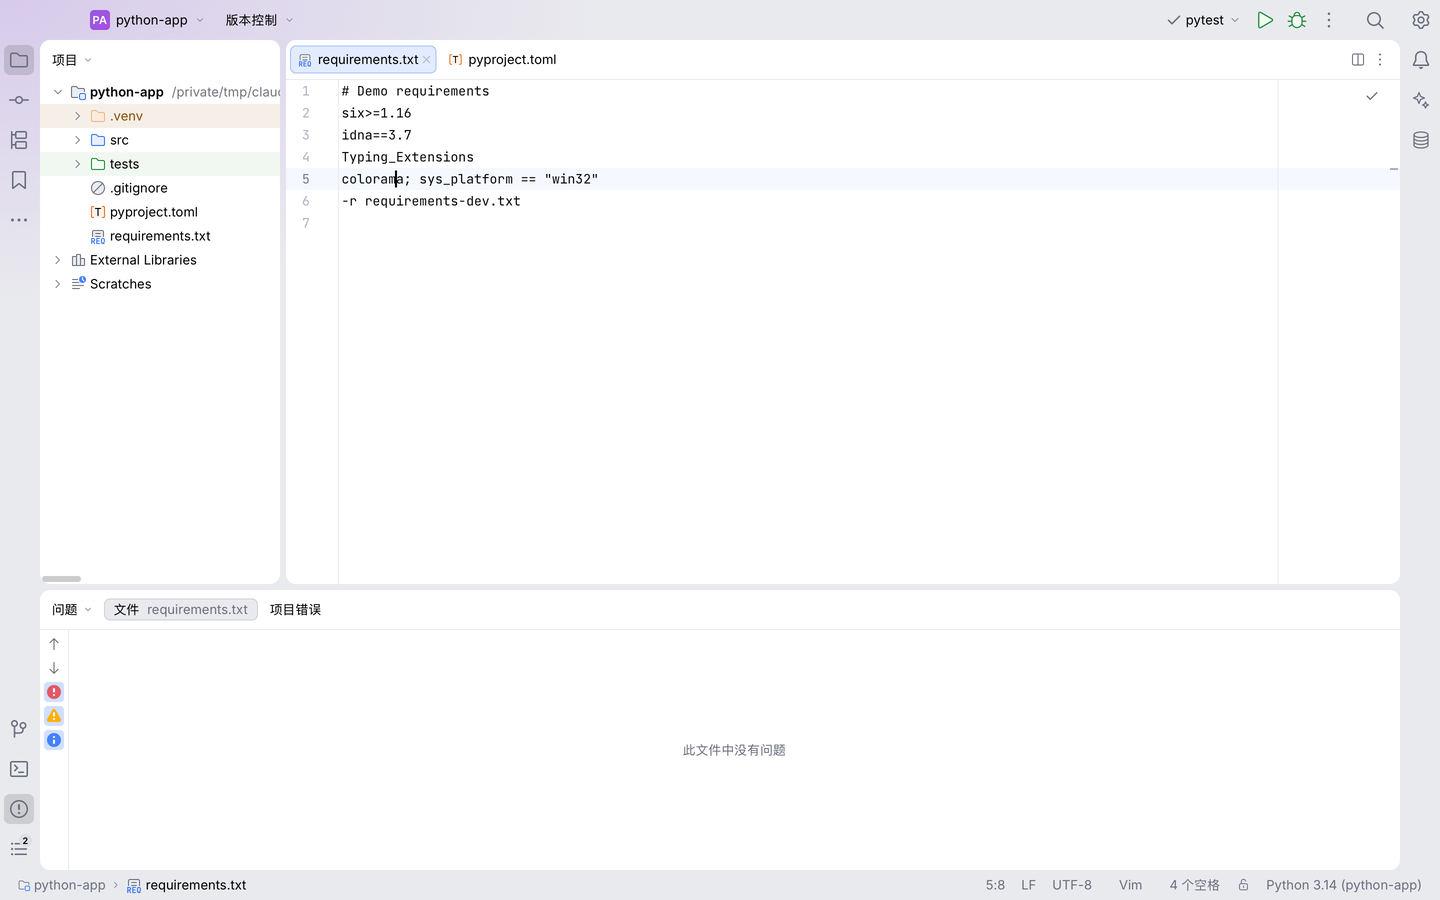 PA python-app 版本控制 pytest
项目
python-app /private/tmp/clauc
.venv
src
tests
.gitignore
[T] pyproject.toml
REQ requirements.txt
External Libraries
Scratches
REQ requirements.txt [T] pyproject.toml
1 # Demo requirements
2 six>=1.16
3 idna==3.7
4 Typing_Extensions
5 colorama; sys_platform == "win32"
6 -r requirements-dev.txt
7
问题 文件 requirements.txt 项目错误
此文件中没有问题
2
python-app REQ requirements.txt 5:8 LF UTF-8 Vim 4 个空格 Python 3.14 (python-app)